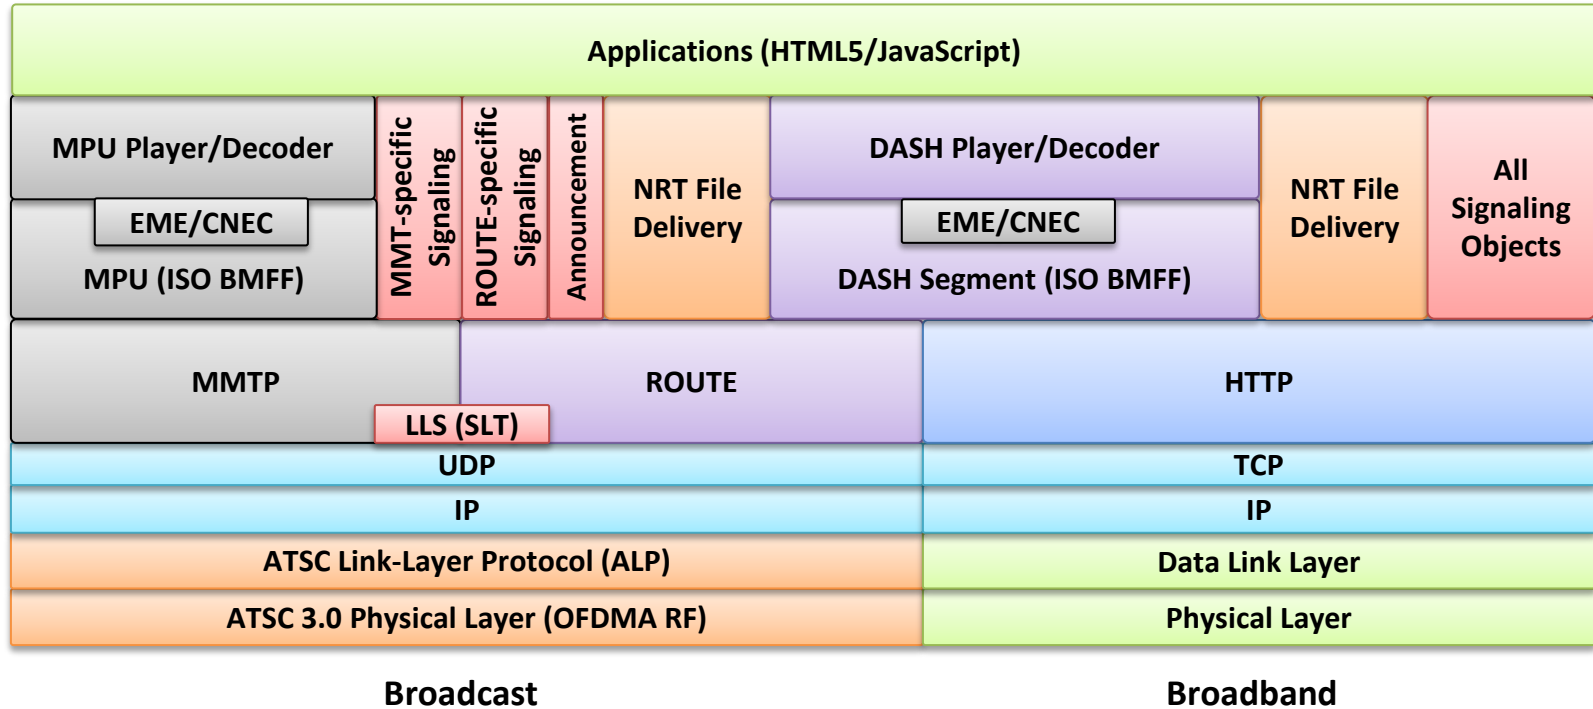 Applications (HTML5/JavaScript)
MPU Player/Decoder
EME/CNEC
MPU (ISO BMFF)
MMT-specific
Signaling
ROUTE-specific
Signaling
Announcement
NRT File
Delivery
DASH Player/Decoder
EME/CNEC
DASH Segment (ISO BMFF)
NRT File
Delivery
All
Signaling
Objects
MMTP
ROUTE
HTTP
LLS (SLT)
UDP
TCP
IP
IP
ATSC Link-Layer Protocol (ALP)
Data Link Layer
ATSC 3.0 Physical Layer (OFDMA RF)
Physical Layer
Broadcast
Broadband